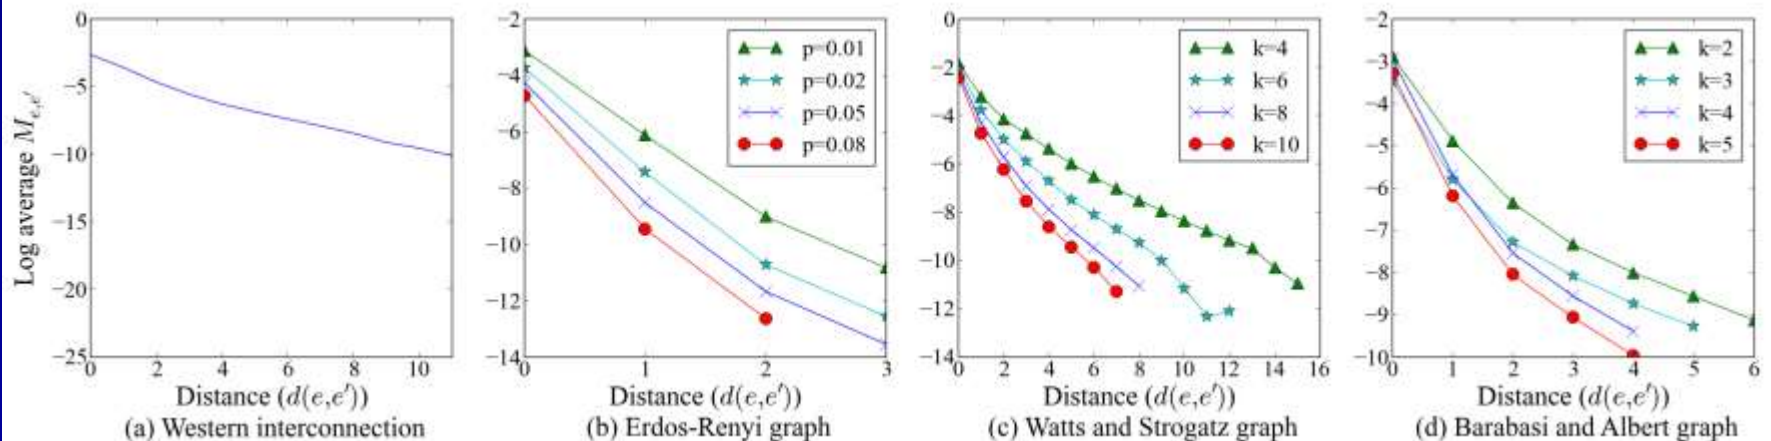 Log average M_{e,e′}
0
−5
−10
−15
−20
−25
0 2 4 6 8 10
Distance (d(e,e′))
(a) Western interconnection
−2
−4
−6
−8
−10
−12
−14
0 1 2 3
p=0.01
p=0.02
p=0.05
p=0.08
Distance (d(e,e′))
(b) Erdos-Renyi graph
0
−2
−4
−6
−8
−10
−12
−14
0 2 4 6 8 10 12 14 16
k=4
k=6
k=8
k=10
Distance (d(e,e′))
(c) Watts and Strogatz graph
−2
−3
−4
−5
−6
−7
−8
−9
−10
0 1 2 3 4 5 6
k=2
k=3
k=4
k=5
Distance (d(e,e′))
(d) Barabasi and Albert graph